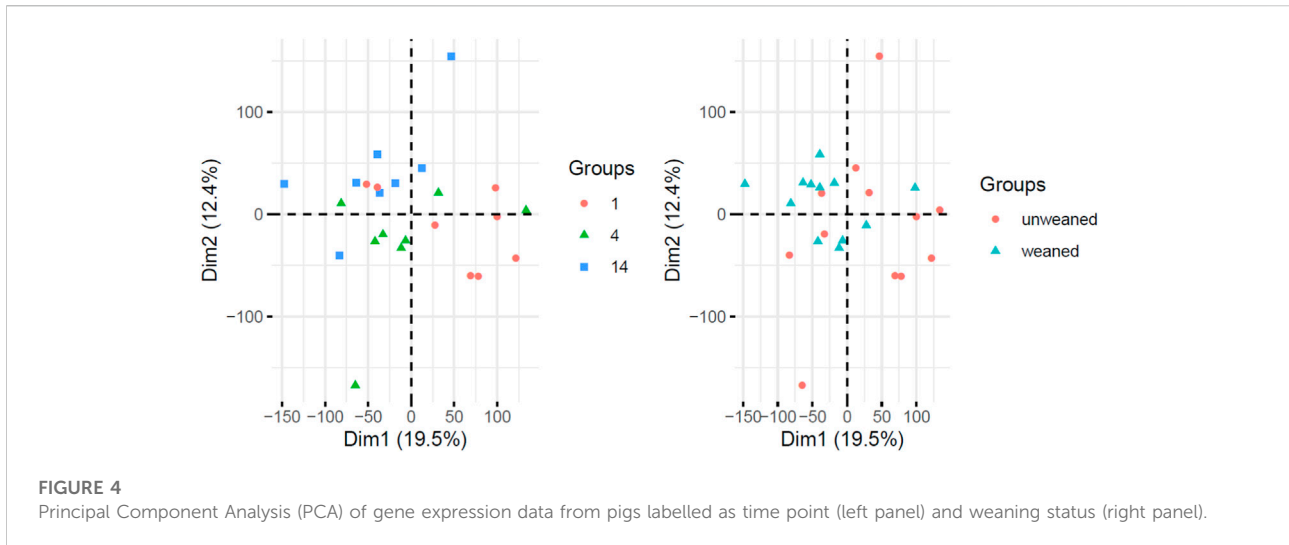 100
0
−100
Dim2 (12.4%)
−150 −100 −50 0 50 100
Dim1 (19.5%)
Groups
1
4
14
100
0
−100
Dim2 (12.4%)
−150 −100 −50 0 50 100
Dim1 (19.5%)
Groups
unweaned
weaned
FIGURE 4
Principal Component Analysis (PCA) of gene expression data from pigs labelled as time point (left panel) and weaning status (right panel).